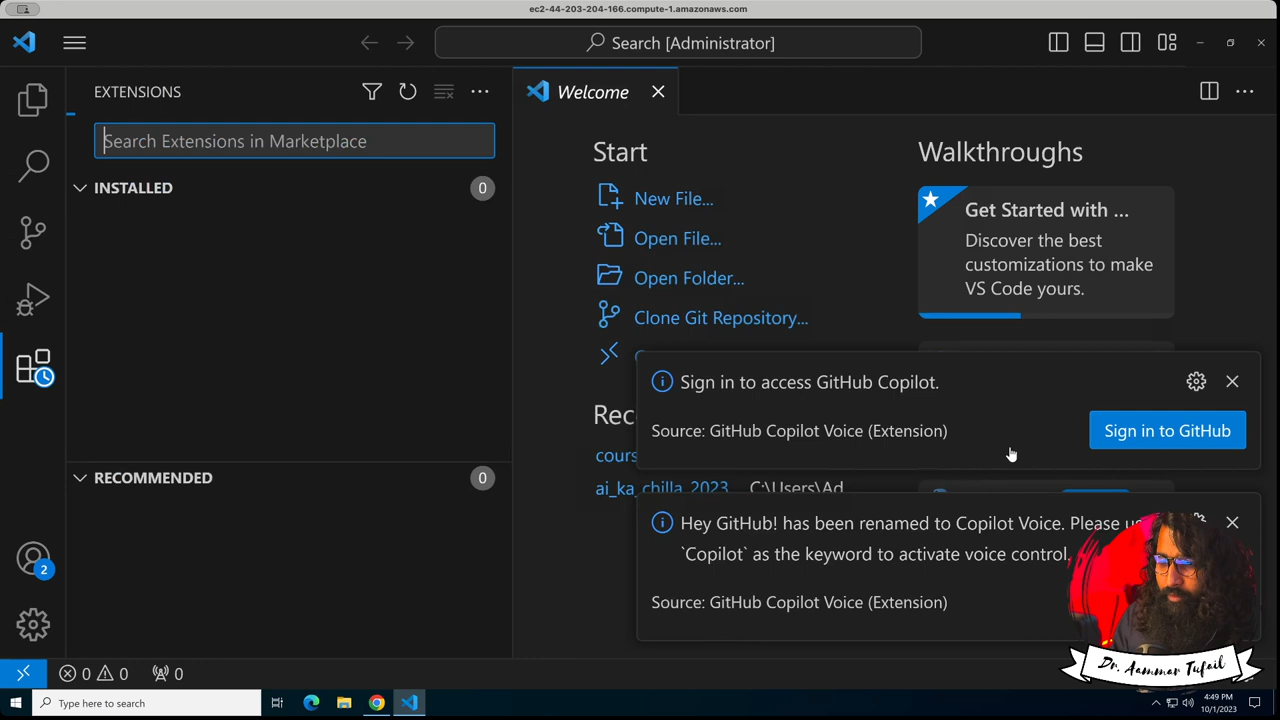 ec2-44-203-204-166.compute-1.amazonaws.com
Search [Administrator]
EXTENSIONS
Search Extensions in Marketplace
INSTALLED
0
RECOMMENDED
0
Welcome
Start
New File...
Open File...
Open Folder...
Clone Git Repository...
Rec
cours
ai_ka_chilla_2023 C:\Users\Ad
Walkthroughs
Get Started with ...
Discover the best
customizations to make
VS Code yours.
Sign in to access GitHub Copilot.
Source: GitHub Copilot Voice (Extension)
Sign in to GitHub
Hey GitHub! has been renamed to Copilot Voice. Please u
`Copilot` as the keyword to activate voice control.
Source: GitHub Copilot Voice (Extension)
2
0 0 0
Dr. Aammar Tufail
Type here to search
4:49 PM
10/1/2023